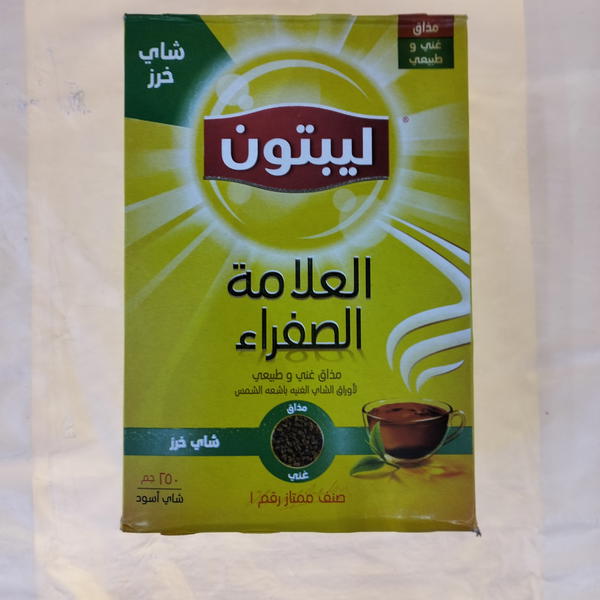 شاي
خرز
مذاق
غني و
طبيعي
ليبتون
®
العلامة
الصفراء
مذاق غني و طبيعي
لأوراق الشاي الغنيه باشعه الشمس
مذاق
شاي خرز
غني
٢٥٠ جم
شاي أسود
صنف ممتاز رقم ١